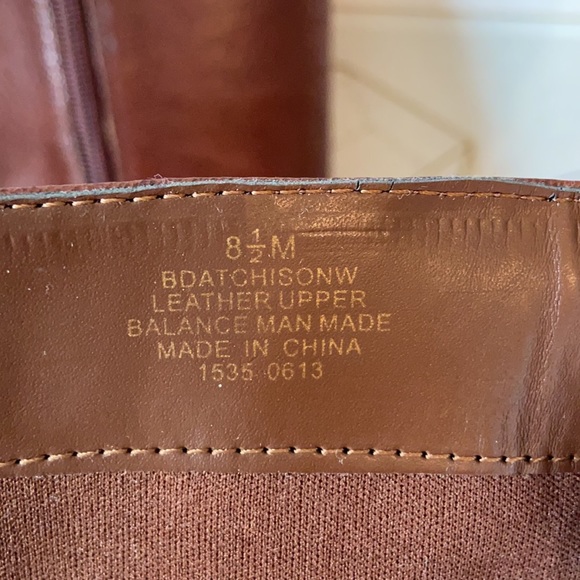 8½M
BDATCHISONW
LEATHER UPPER
BALANCE MAN MADE
MADE IN CHINA
1535 0613